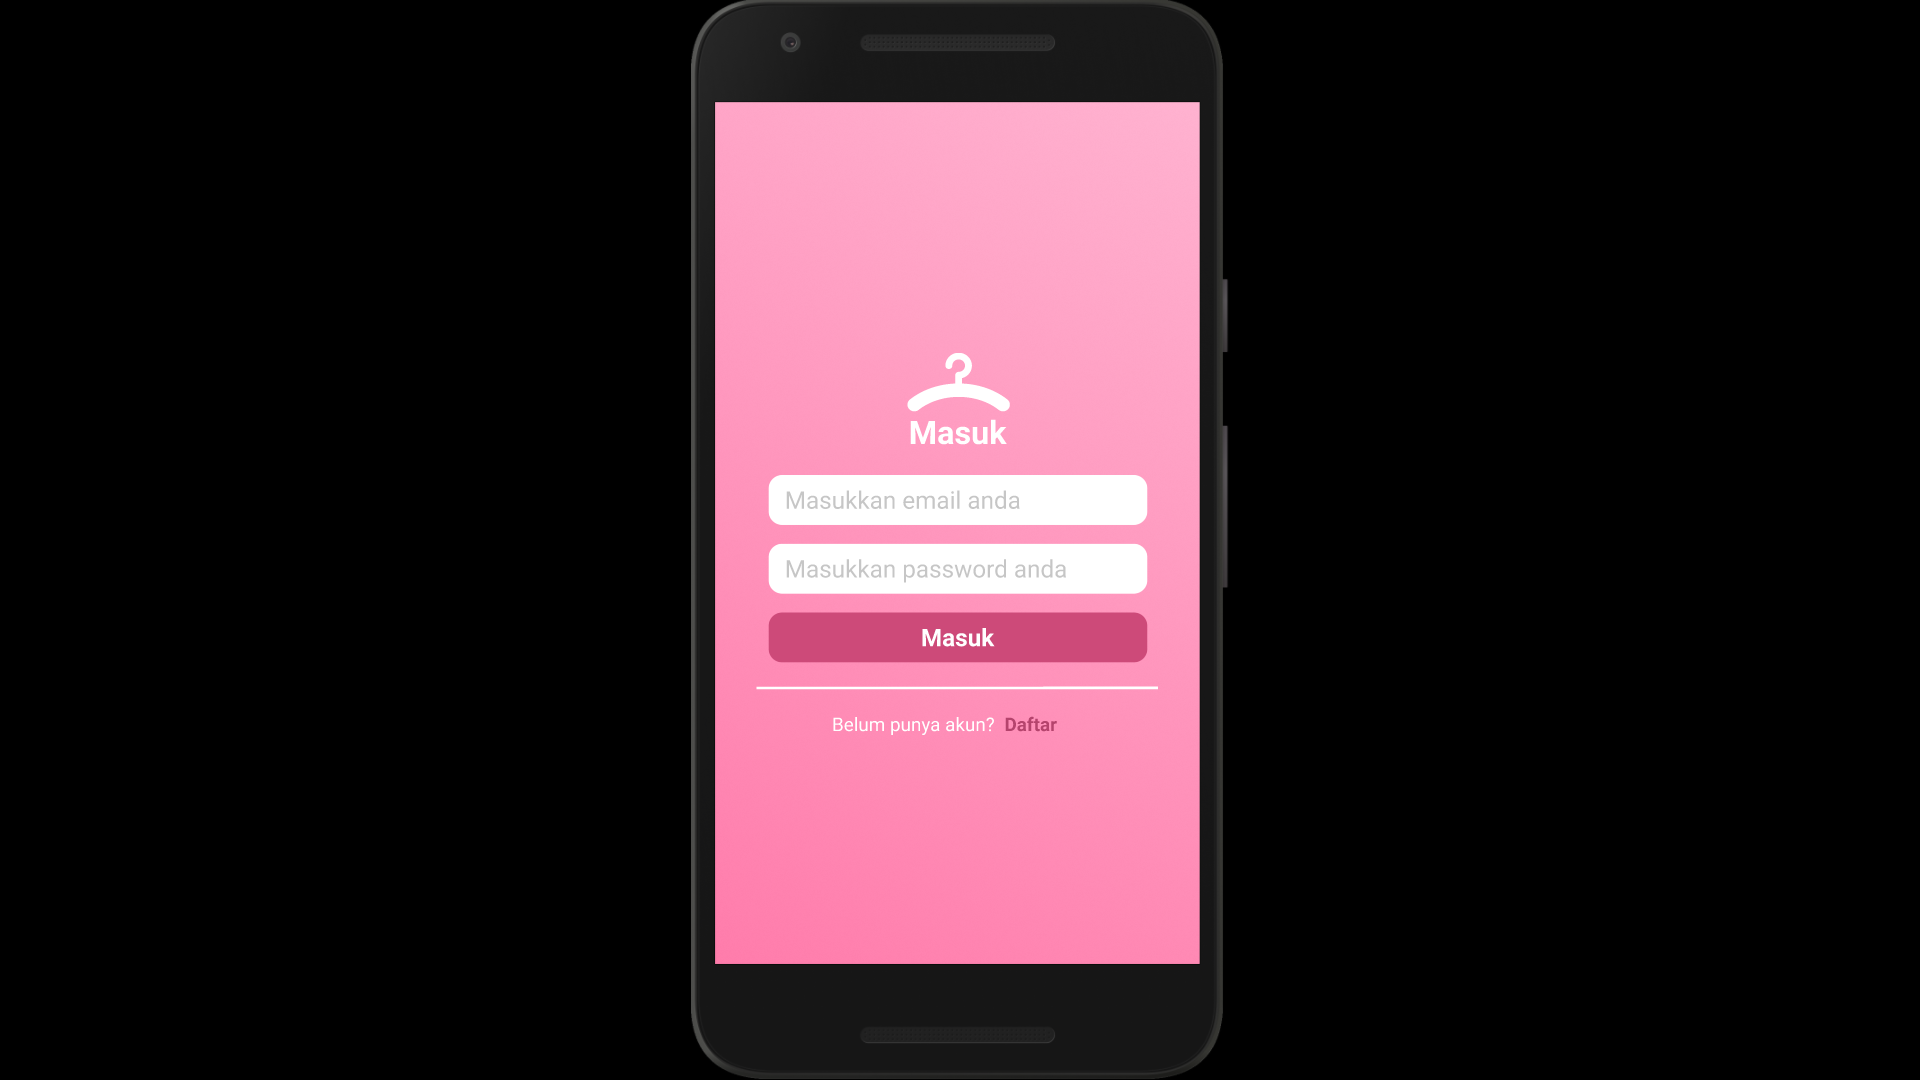 Masuk
Masukkan email anda
Masukkan password anda
Masuk
Belum punya akun? Daftar